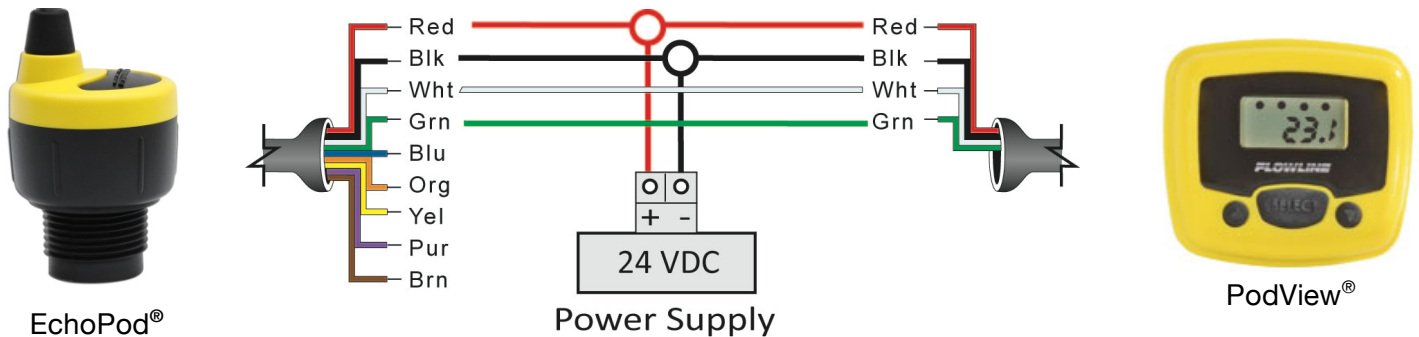 Red
Blk
Wht
Grn
Blu
Org
Yel
Pur
Brn
EchoPod®
+ -
24 VDC
Power Supply
Red
Blk
Wht
Grn
23.1
FLOWLINE
SELECT
PodView®